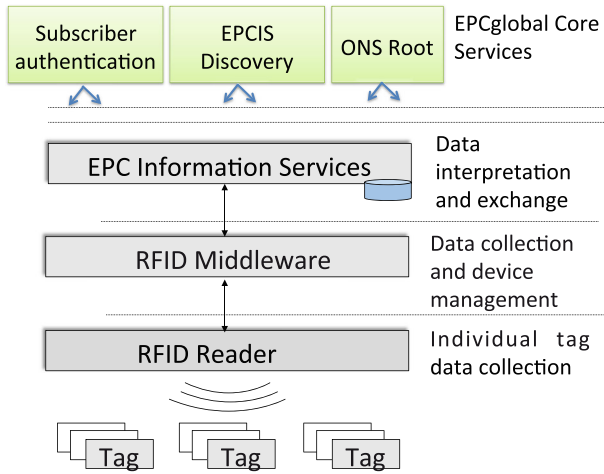 Subscriber
authentication
EPCIS
Discovery
ONS Root
EPCglobal Core
Services
EPC Information Services
Data
interpretation
and exchange
RFID Middleware
Data collection
and device
management
RFID Reader
Individual tag
data collection
Tag
Tag
Tag